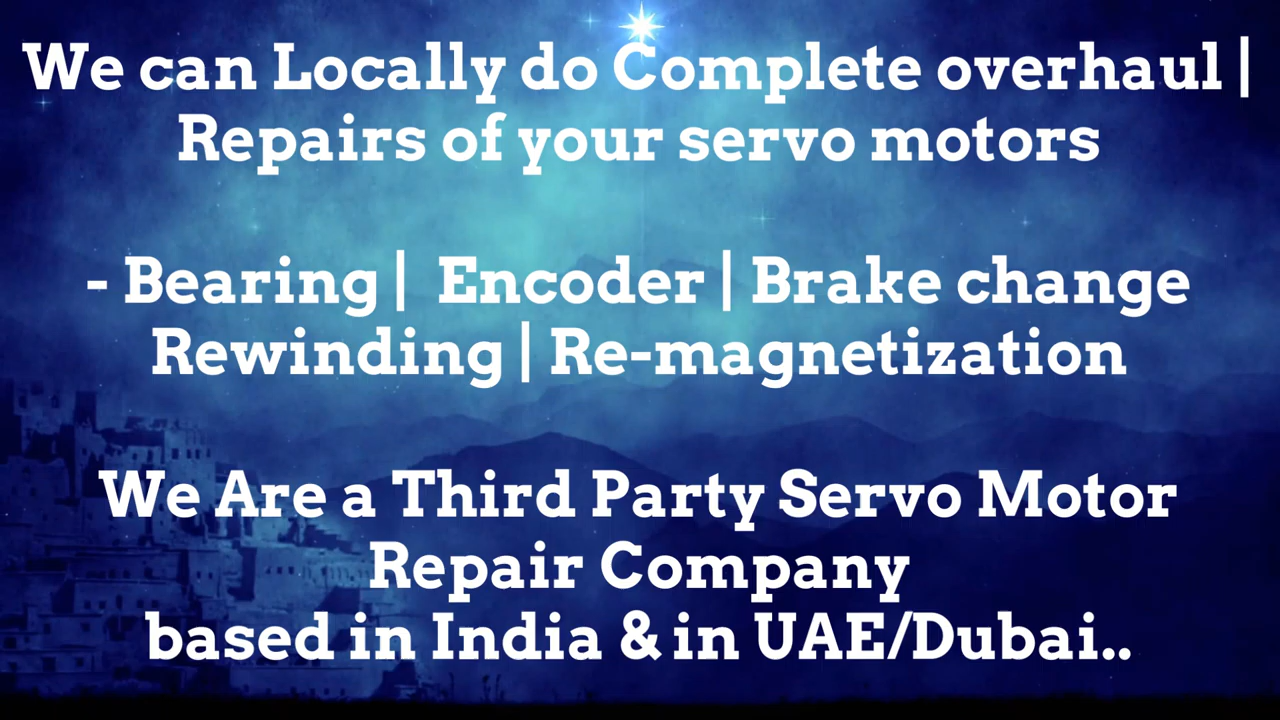 We can Locally do Complete overhaul |
Repairs of your servo motors
- Bearing | Encoder | Brake change
Rewinding | Re-magnetization
We Are a Third Party Servo Motor
Repair Company
based in India & in UAE/Dubai..